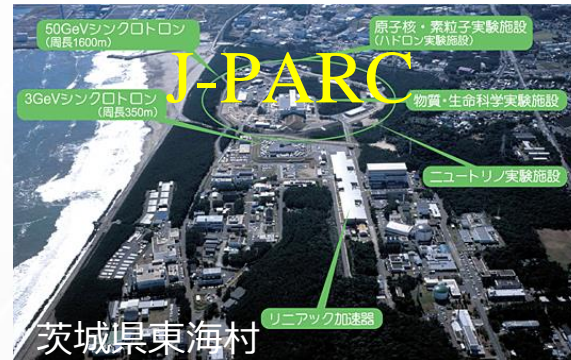 50GeVシンクロトロン
(周長1600m)
原子核・素粒子実験施設
(ハドロン実験施設)
J-PARC
3GeVシンクロトロン
(周長350m)
物質・生命科学実験施設
ニュートリノ実験施設
リニアック加速器
茨城県東海村